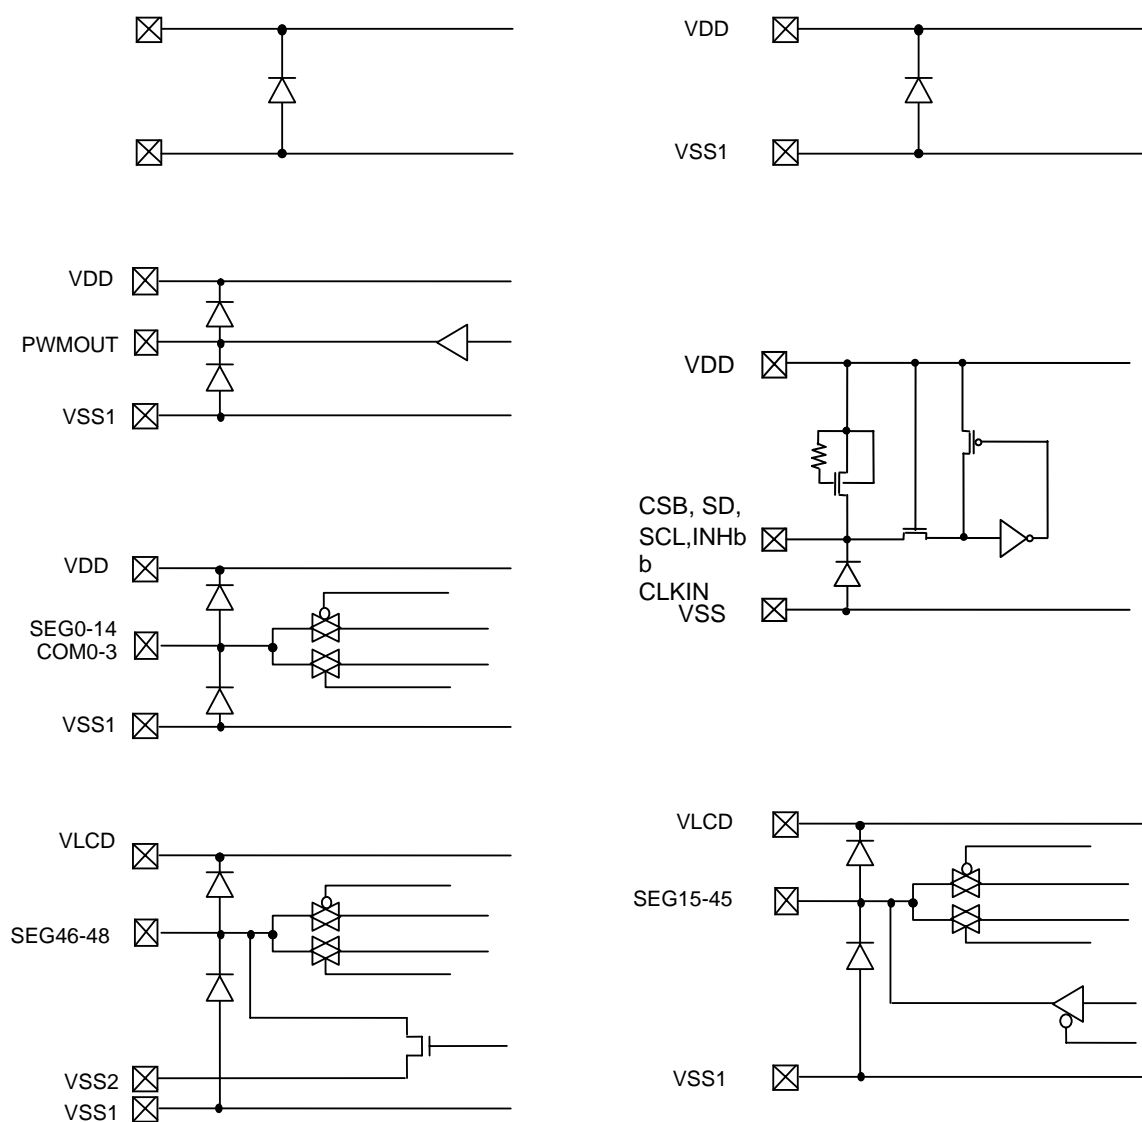 VDD
VSS1
VDD
PWMOUT
VSS1
VDD
CSB, SD,
SCL,INHb
b
CLKIN
VSS
VDD
SEG0-14
COM0-3
VSS1
VLCD
SEG46-48
VSS2
VSS1
VLCD
SEG15-45
VSS1